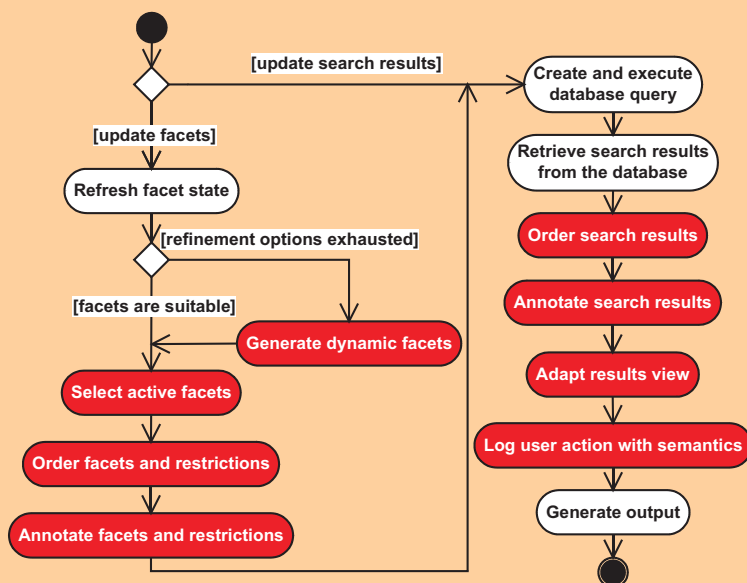 [update search results]
[update facets]
Refresh facet state
[refinement options exhausted]
[facets are suitable]
Generate dynamic facets
Select active facets
Order facets and restrictions
Annotate facets and restrictions
Create and execute
database query
Retrieve search results
from the database
Order search results
Annotate search results
Adapt results view
Log user action with semantics
Generate output